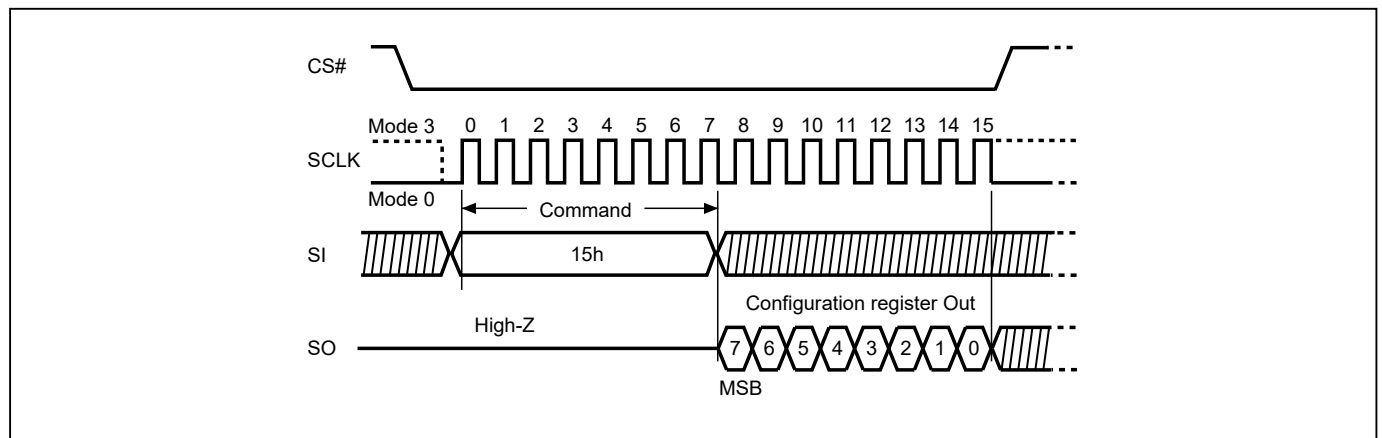 CS#
Mode 3 0 1 2 3 4 5 6 7 8 9 10 11 12 13 14 15
SCLK
Mode 0
Command
SI 15h
Configuration register Out
High-Z
SO 7 6 5 4 3 2 1 0
MSB